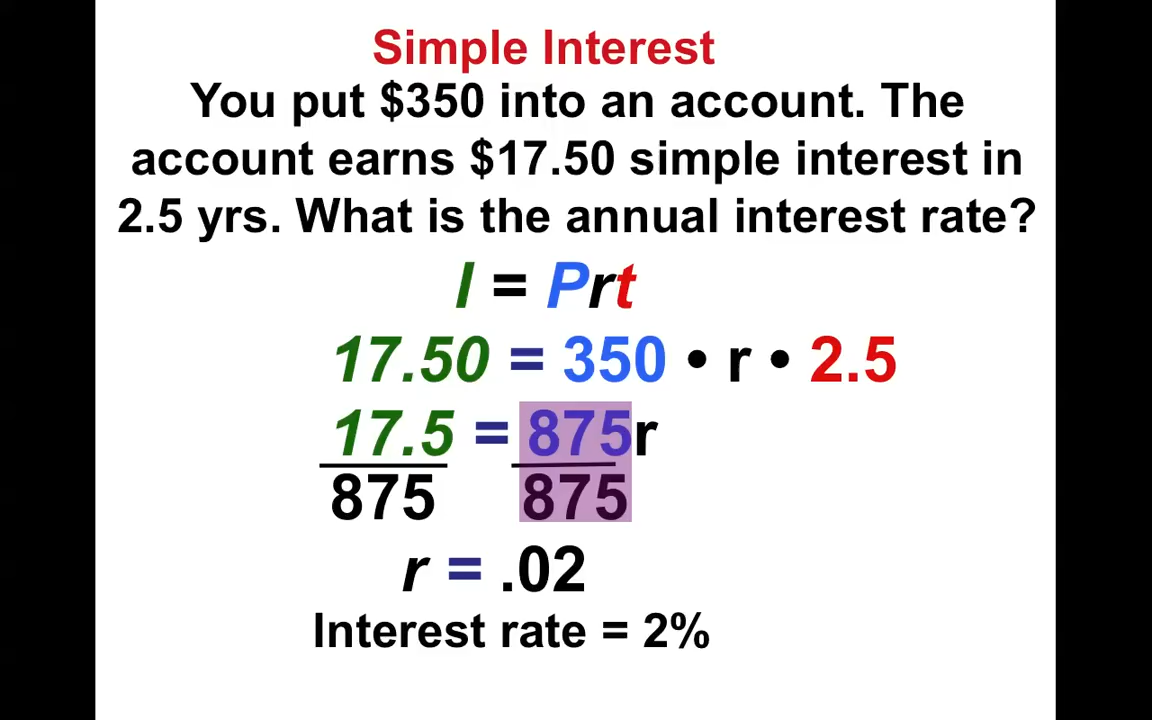 Simple Interest
You put $350 into an account. The
account earns $17.50 simple interest in
2.5 yrs. What is the annual interest rate?
I = Prt
17.50 = 350 • r • 2.5
17.5 = 875r
875 875
r = .02
Interest rate = 2%